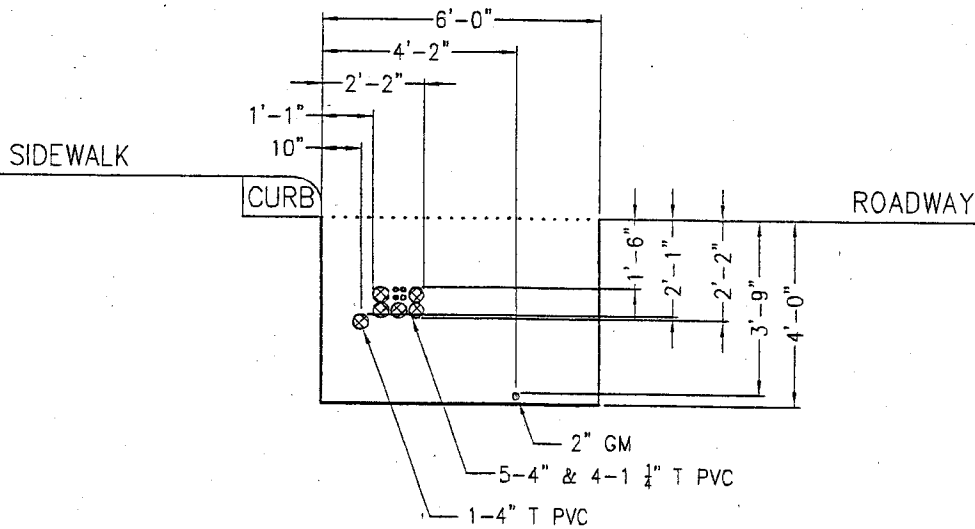 6'-0"
4'-2"
2'-2"
1'-1"
10"
SIDEWALK
CURB
ROADWAY
1'-6"
2'-1"
2'-2"
3'-9"
4'-0"
2" GM
5-4" & 4-1 1/4" T PVC
1-4" T PVC